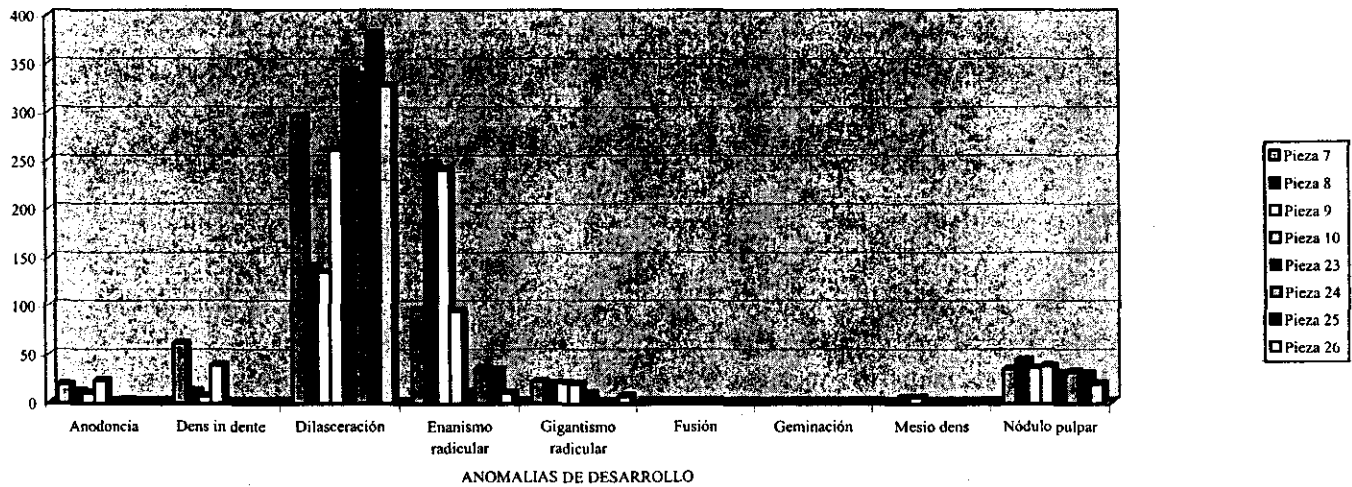 400
350
300
250
200
150
100
50
0
Anodoncia Dens in dente Dilasceración Enanismo radicular Gigantismo radicular Fusión Geminación Mesio dens Nódulo pulpar
ANOMALIAS DE DESARROLLO
Pieza 7
Pieza 8
Pieza 9
Pieza 10
Pieza 23
Pieza 24
Pieza 25
Pieza 26